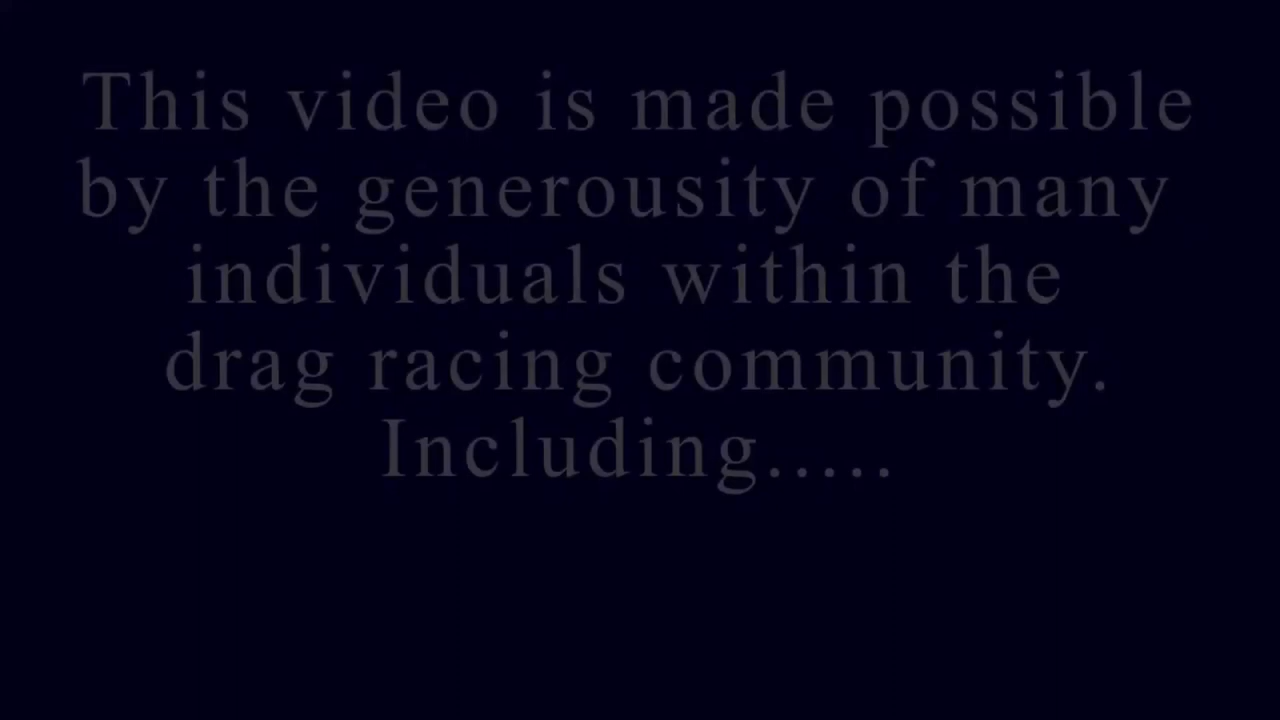 This video is made possible
by the generousity of many
individuals within the
drag racing community.
Including.....